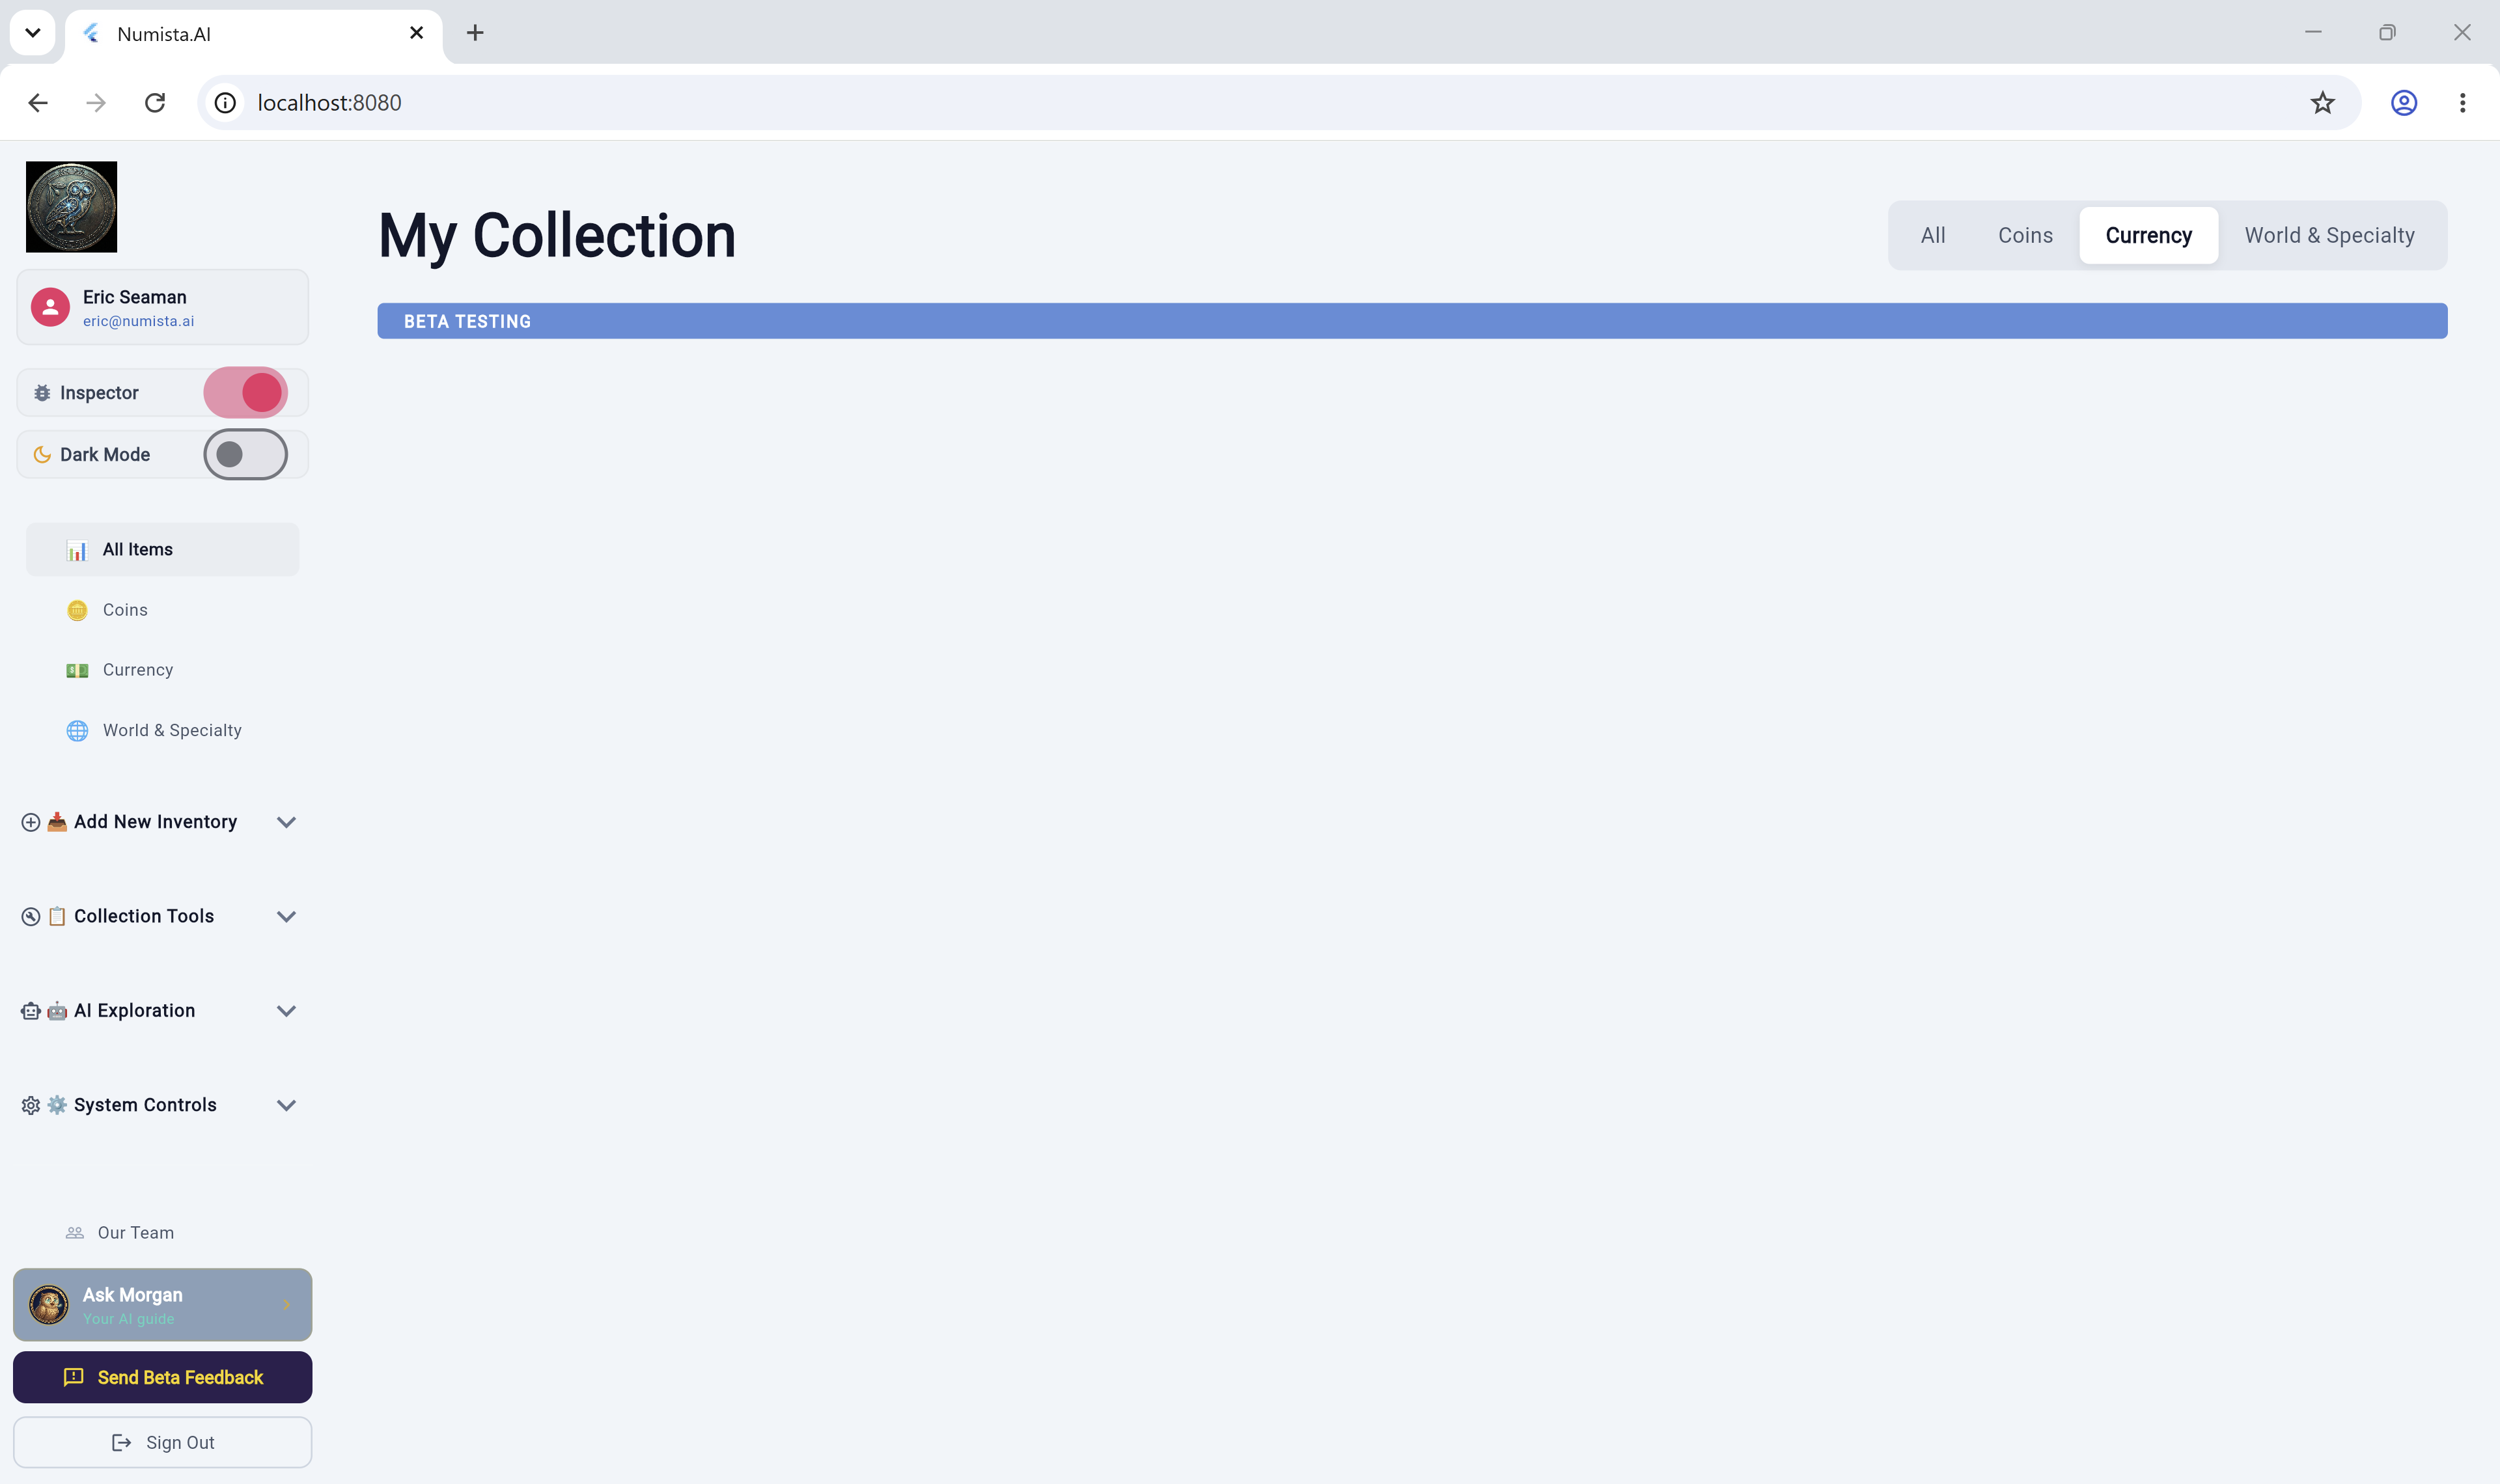 Numista.AI
localhost:8080
Eric Seaman
eric@numista.ai
Inspector
Dark Mode
All Items
Coins
Currency
World & Specialty
Add New Inventory
Collection Tools
AI Exploration
System Controls
Our Team
Ask Morgan
Your AI guide
Send Beta Feedback
Sign Out
My Collection
All Coins Currency World & Specialty
BETA TESTING